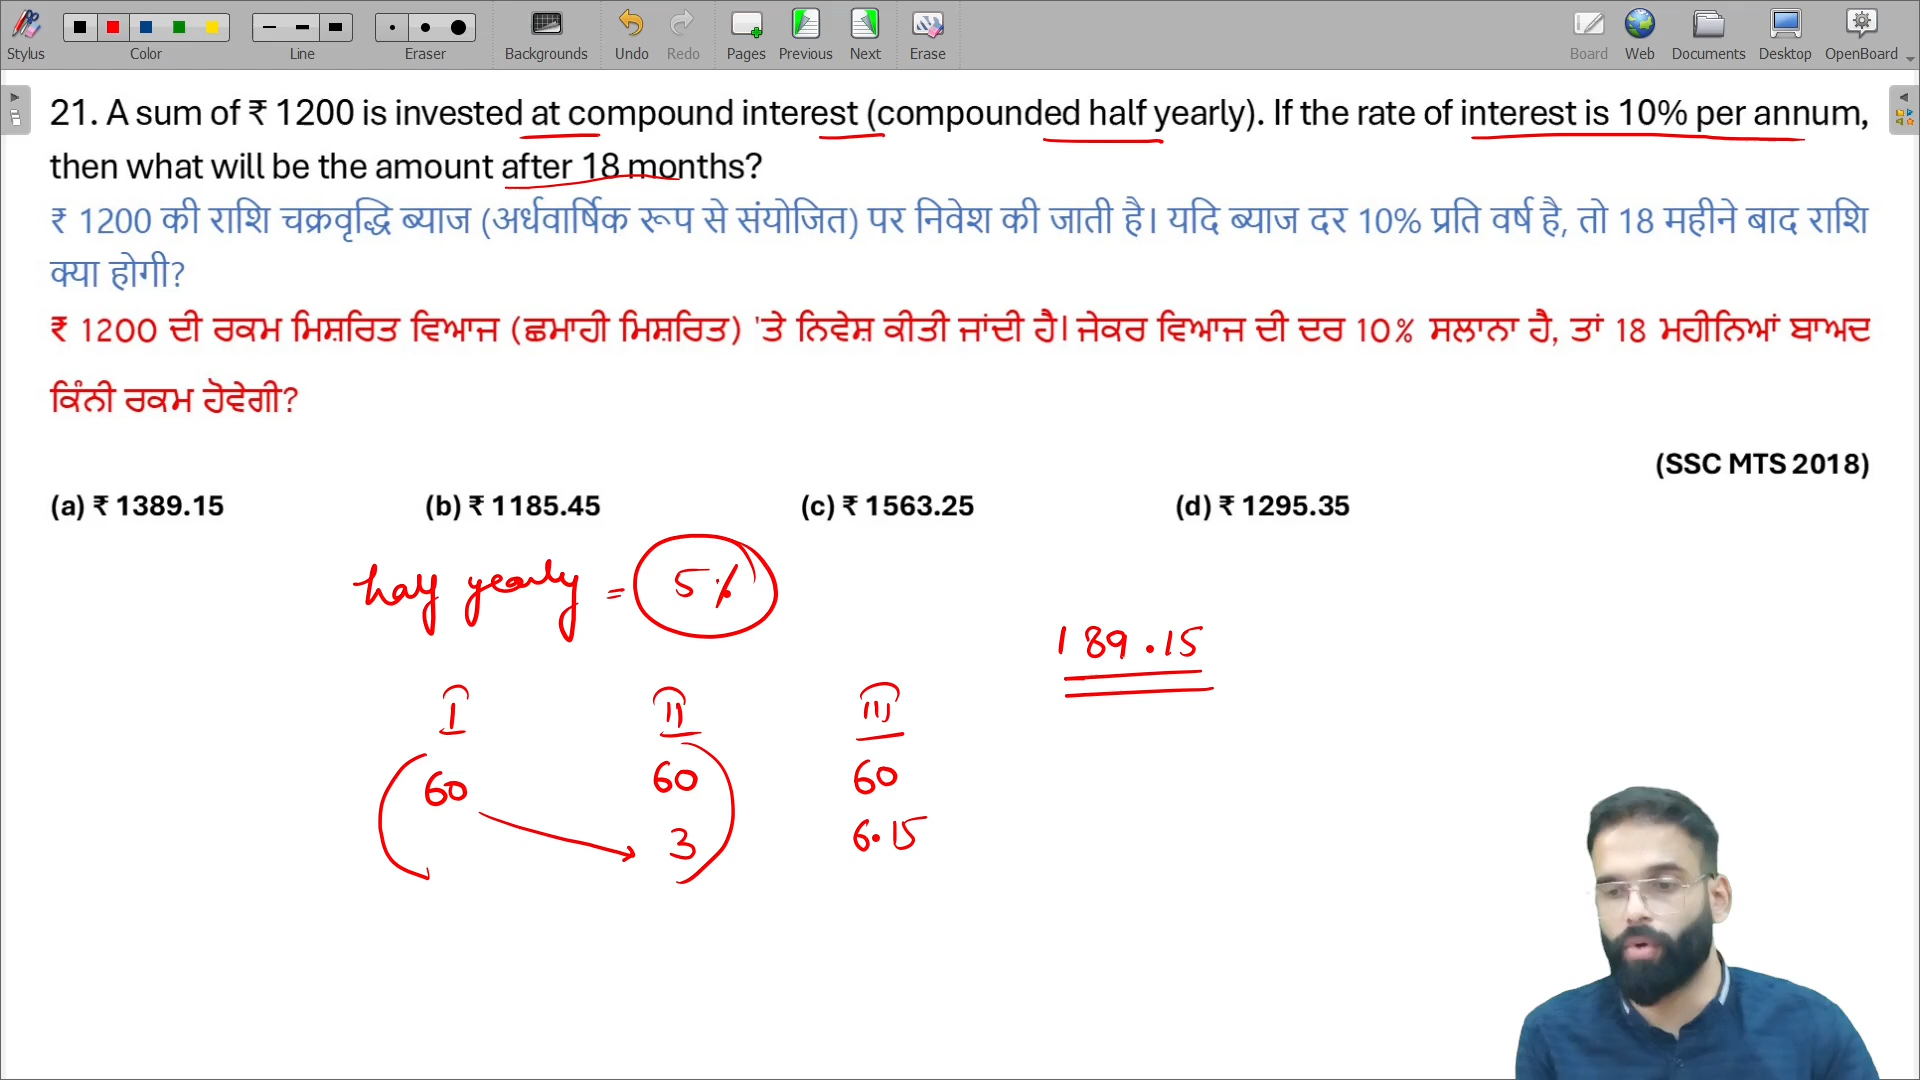 Stylus Color Line Eraser Backgrounds Undo Redo Pages Previous Next Erase Board Web Documents Desktop OpenBoard
21. A sum of ₹ 1200 is invested at compound interest (compounded half yearly). If the rate of interest is 10% per annum,
then what will be the amount after 18 months?
₹ 1200 की राशि चक्रवृद्धि ब्याज (अर्धवार्षिक रूप से संयोजित) पर निवेश की जाती है। यदि ब्याज दर 10% प्रति वर्ष है, तो 18 महीने बाद राशि
क्या होगी?
₹ 1200 ਦੀ ਰਕਮ ਮਿਸ਼ਰਿਤ ਵਿਆਜ (ਛਮਾਹੀ ਮਿਸ਼ਰਿਤ) 'ਤੇ ਨਿਵੇਸ਼ ਕੀਤੀ ਜਾਂਦੀ ਹੈ। ਜੇਕਰ ਵਿਆਜ ਦੀ ਦਰ 10% ਸਲਾਨਾ ਹੈ, ਤਾਂ 18 ਮਹੀਨਿਆਂ ਬਾਅਦ
ਕਿੰਨੀ ਰਕਮ ਹੋਵੇਗੀ?
(SSC MTS 2018)
(a) ₹ 1389.15 (b) ₹ 1185.45 (c) ₹ 1563.25 (d) ₹ 1295.35
half yearly = 5%
189.15
I II III
60 60 60
3 6.15